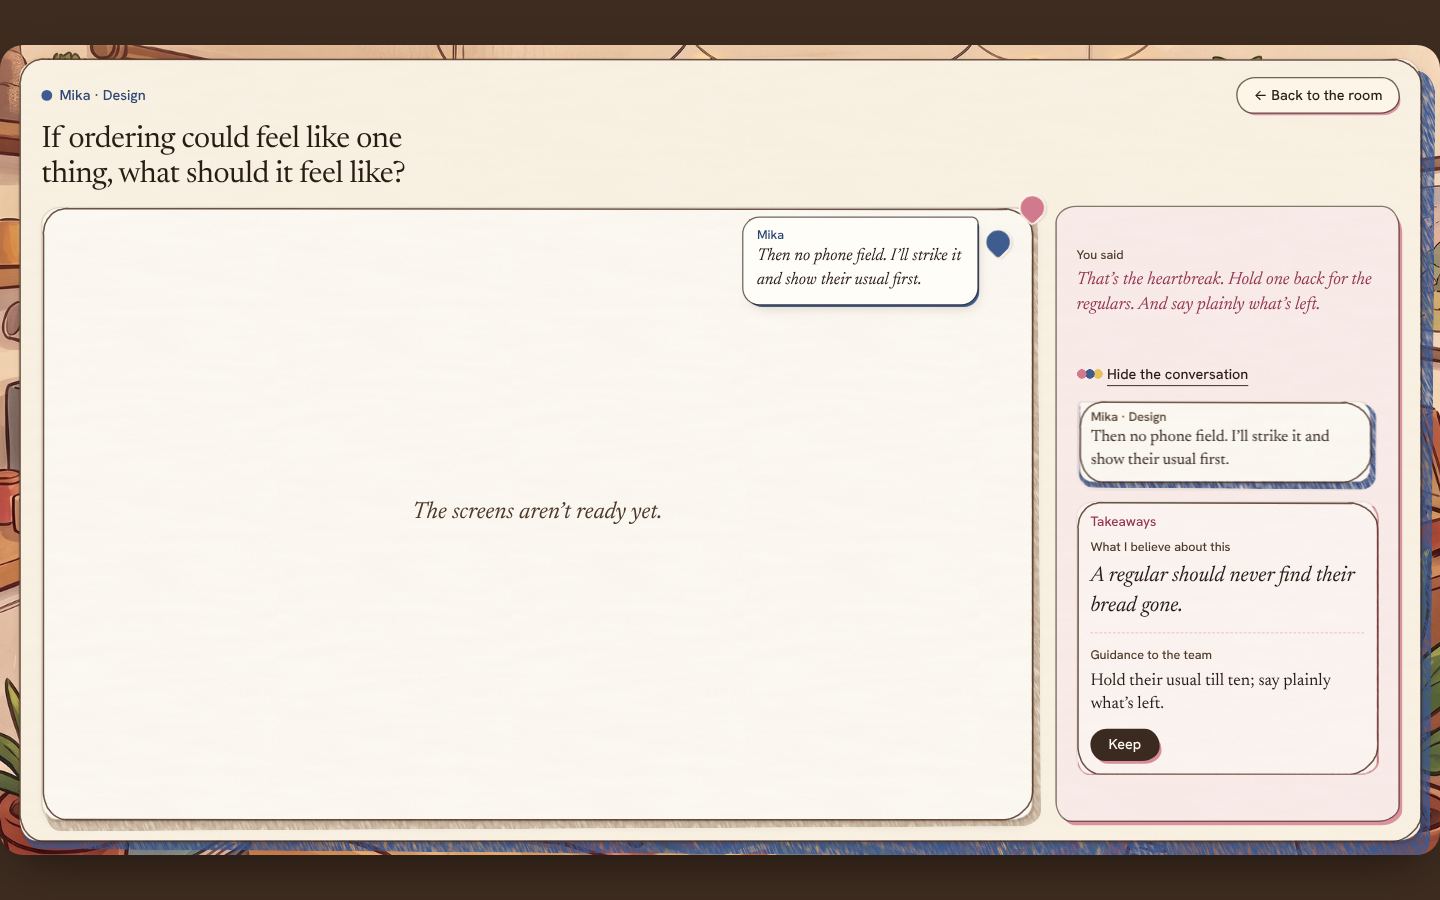 Mika · Design
← Back to the room
If ordering could feel like one
thing, what should it feel like?
Mika
Then no phone field. I’ll strike it
and show their usual first.
The screens aren’t ready yet.
You said
That’s the heartbreak. Hold one back for the
regulars. And say plainly what’s left.
Hide the conversation
Mika · Design
Then no phone field. I’ll strike it and
show their usual first.
Takeaways
What I believe about this
A regular should never find their
bread gone.
Guidance to the team
Hold their usual till ten; say plainly
what’s left.
Keep